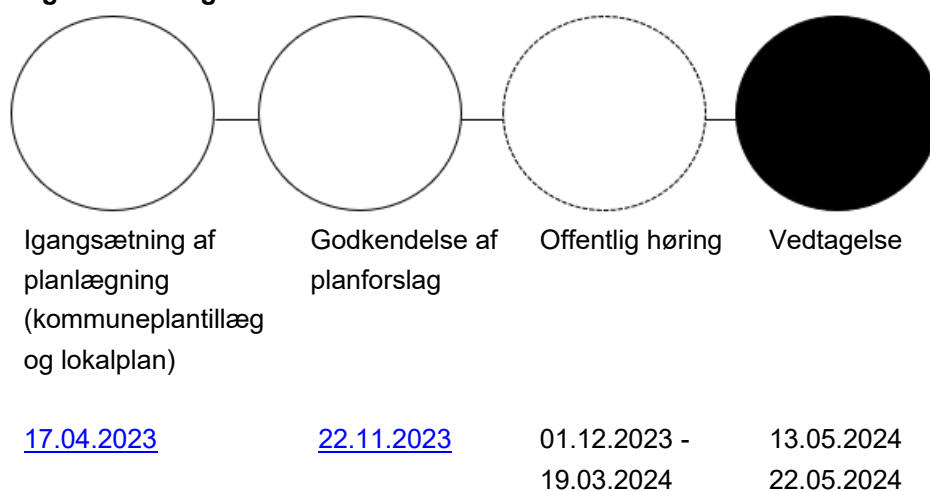 Igangsætning af
planlægning
(kommuneplantillæg
og lokalplan)
Godkendelse af
planforslag
Offentlig høring
Vedtagelse
17.04.2023
22.11.2023
01.12.2023 -
19.03.2024
13.05.2024
22.05.2024